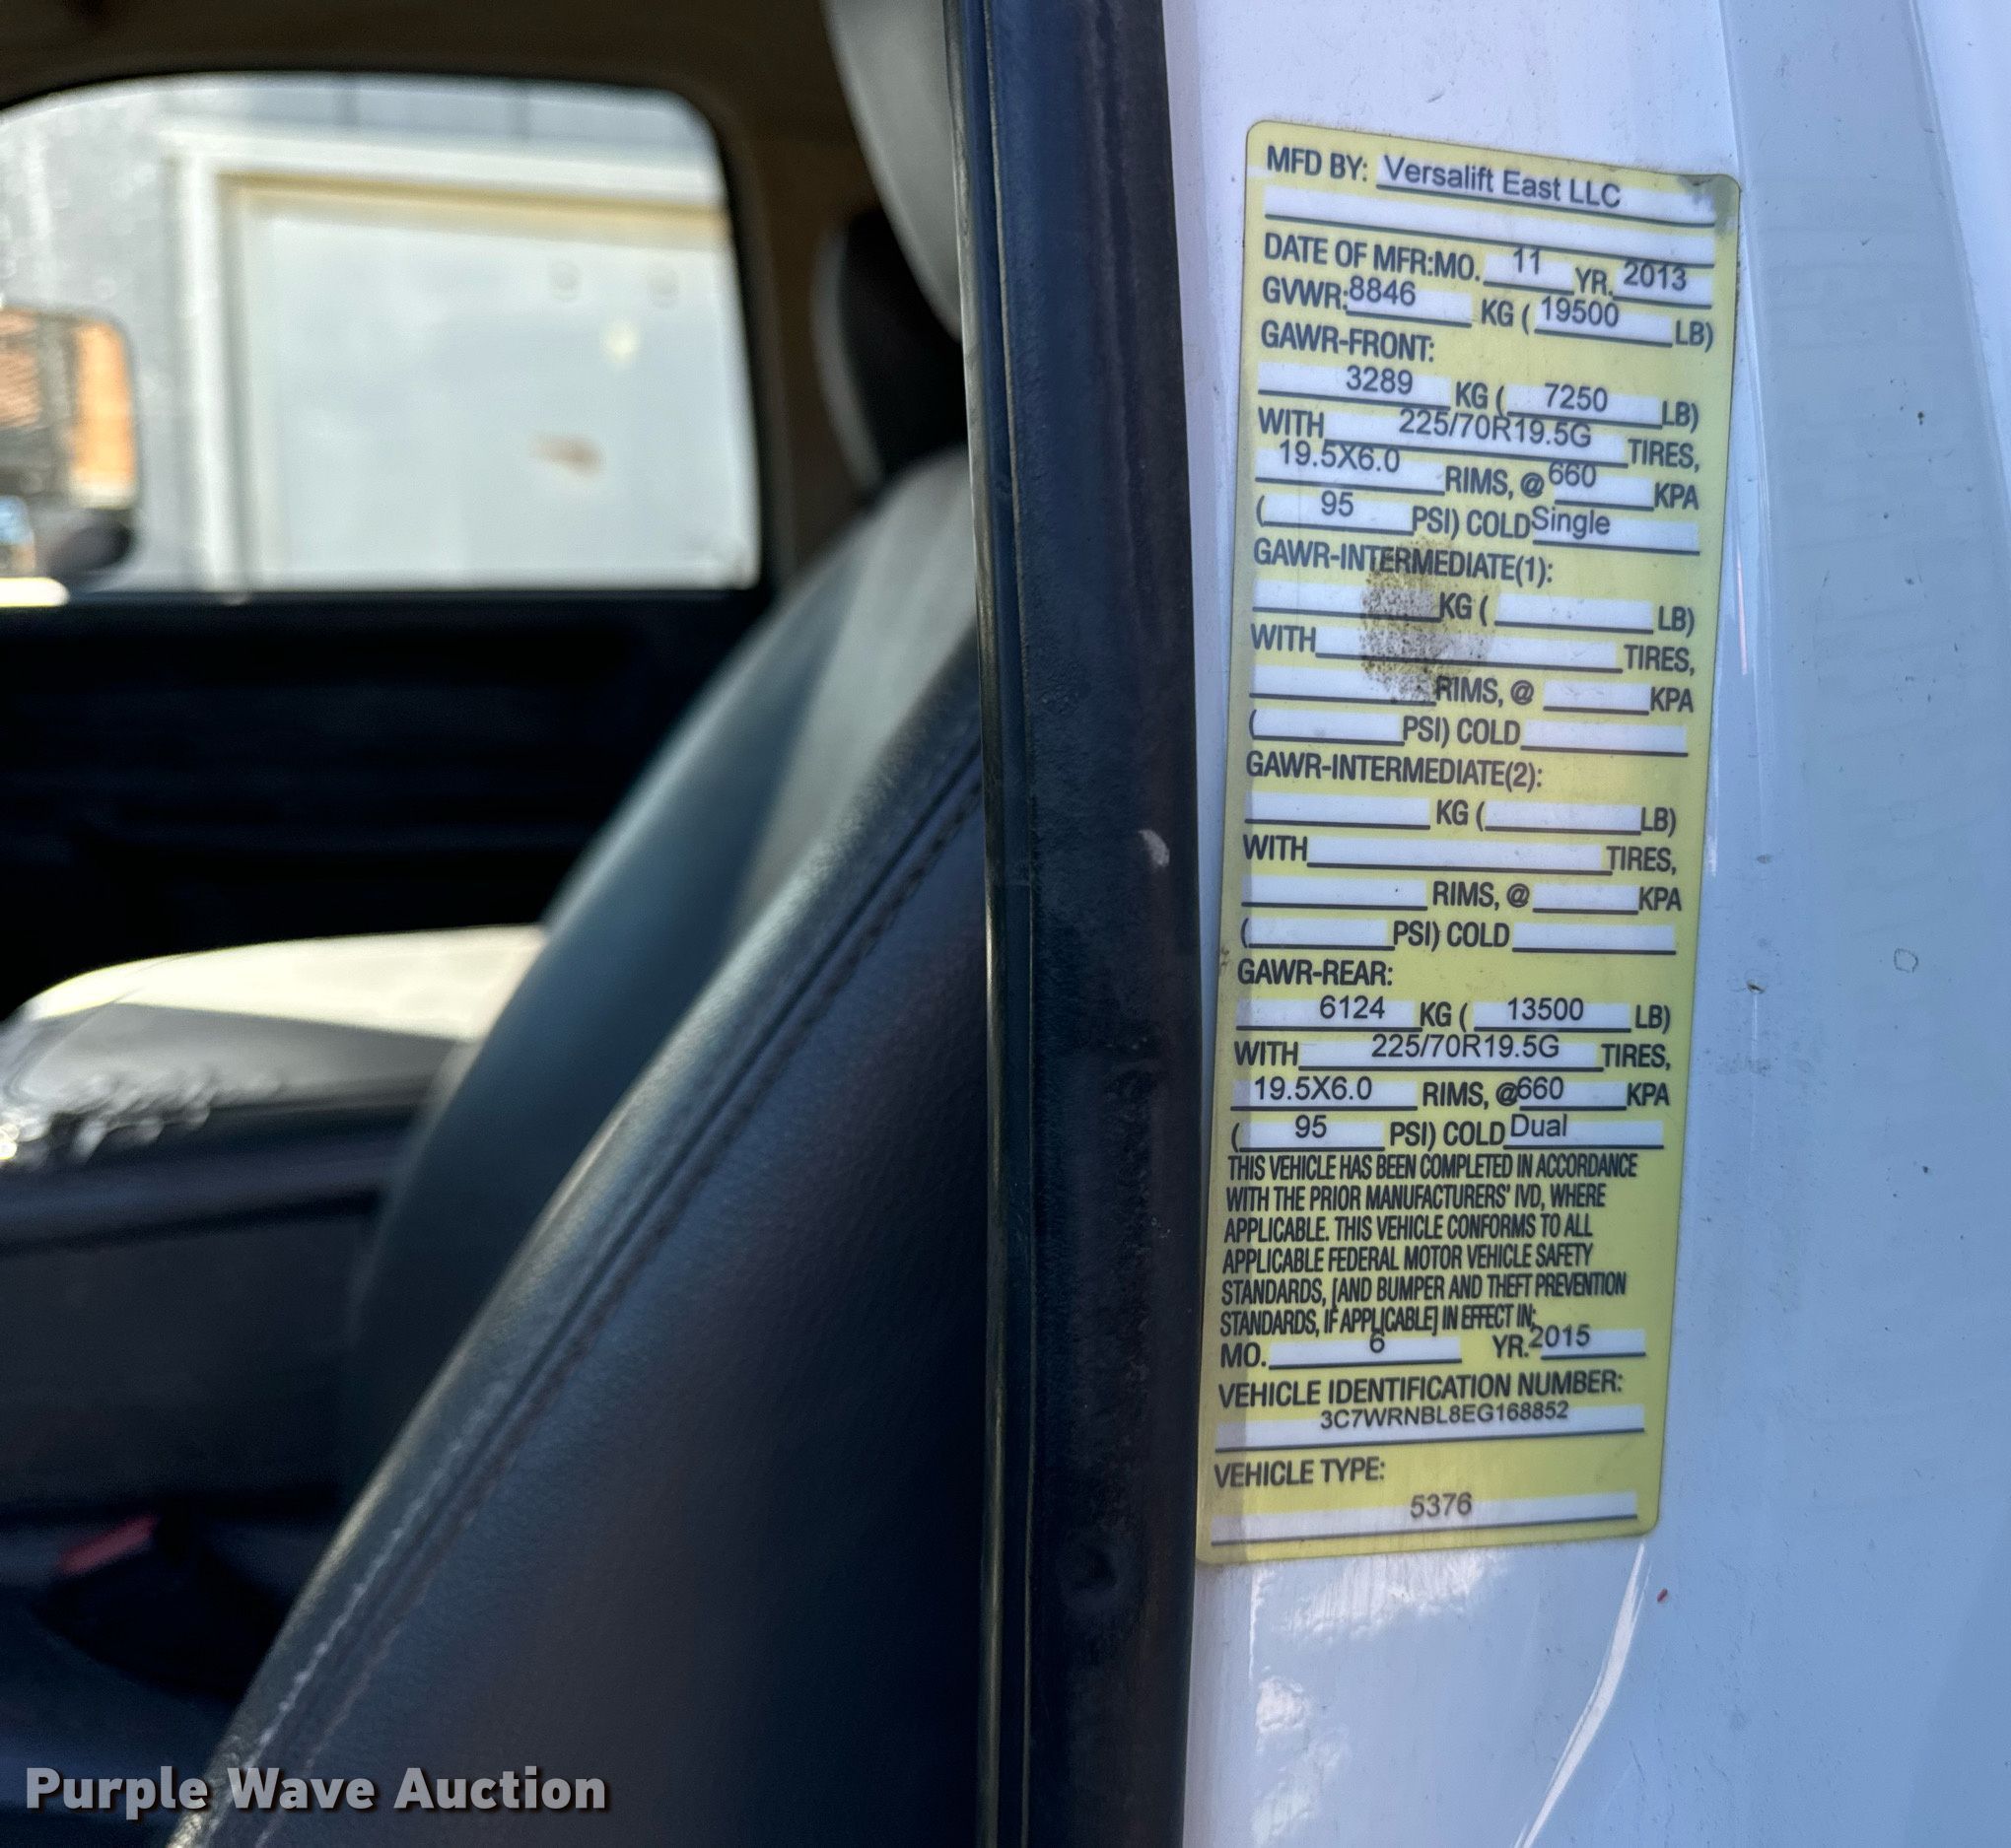 MFD BY: Versalift East LLC
DATE OF MFR:MO. 11 YR. 2013
GVWR:8846 KG ( 19500 LB)
GAWR-FRONT:
3289 KG ( 7250 LB)
WITH 225/70R19.5G TIRES,
19.5X6.0 RIMS, @ 660 KPA
( 95 PSI) COLD Single
GAWR-INTERMEDIATE(1):
KG ( LB)
WITH TIRES,
RIMS, @ KPA
( PSI) COLD
GAWR-INTERMEDIATE(2):
KG ( LB)
WITH TIRES,
RIMS, @ KPA
( PSI) COLD
GAWR-REAR:
6124 KG ( 13500 LB)
WITH 225/70R19.5G TIRES,
19.5X6.0 RIMS, @660 KPA
( 95 PSI) COLD Dual
THIS VEHICLE HAS BEEN COMPLETED IN ACCORDANCE
WITH THE PRIOR MANUFACTURERS' IVD, WHERE
APPLICABLE. THIS VEHICLE CONFORMS TO ALL
APPLICABLE FEDERAL MOTOR VEHICLE SAFETY
STANDARDS, [AND BUMPER AND THEFT PREVENTION
STANDARDS, IF APPLICABLE] IN EFFECT IN:
MO. 6 YR. 2015
VEHICLE IDENTIFICATION NUMBER:
3C7WRNBL8EG168852
VEHICLE TYPE:
5376
Purple Wave Auction